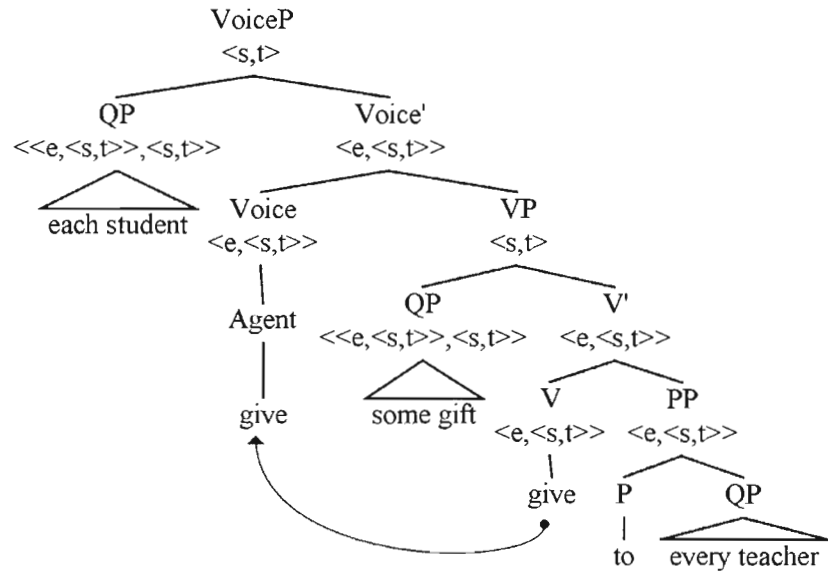 VoiceP
<s,t>
QP Voice'
<<e,<s,t>>,<s,t>> <e,<s,t>>
each student Voice VP
<e,<s,t>> <s,t>
Agent QP V'
<<e,<s,t>>,<s,t>> <e,<s,t>>
give some gift V PP
<e,<s,t>> <e,<s,t>>
give P QP
to every teacher